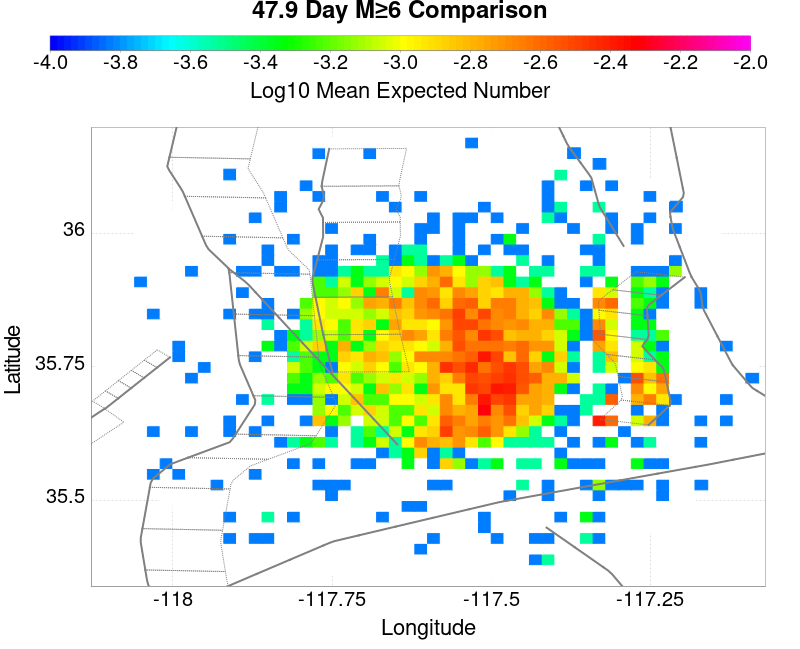 47.9 Day M≥6 Comparison
-4.0 -3.8 -3.6 -3.4 -3.2 -3.0 -2.8 -2.6 -2.4 -2.2 -2.0
Log10 Mean Expected Number
36
35.75
35.5
Latitude
-118 -117.75 -117.5 -117.25
Longitude